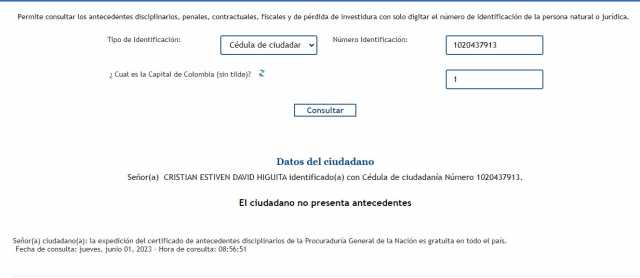 Permite consultar los antecedentes disciplinarios, penales, contractuales, fiscales y de pérdida de investidura con solo digitar el número de identificación de la persona natural o jurídica.
Tipo de Identificación: Cédula de ciudadar Número Identificación: 1020437913
¿ Cual es la Capital de Colombia (sin tilde)? 1
Consultar
Datos del ciudadano
Señor(a) CRISTIAN ESTIVEN DAVID HIGUITA identificado(a) con Cédula de ciudadanía Número 1020437913.
El ciudadano no presenta antecedentes
Señor(a) ciudadano(a): la expedición del certificado de antecedentes disciplinarios de la Procuraduría General de la Nación es gratuita en todo el país.
Fecha de consulta: jueves, junio 01, 2023 - Hora de consulta: 08:56:51